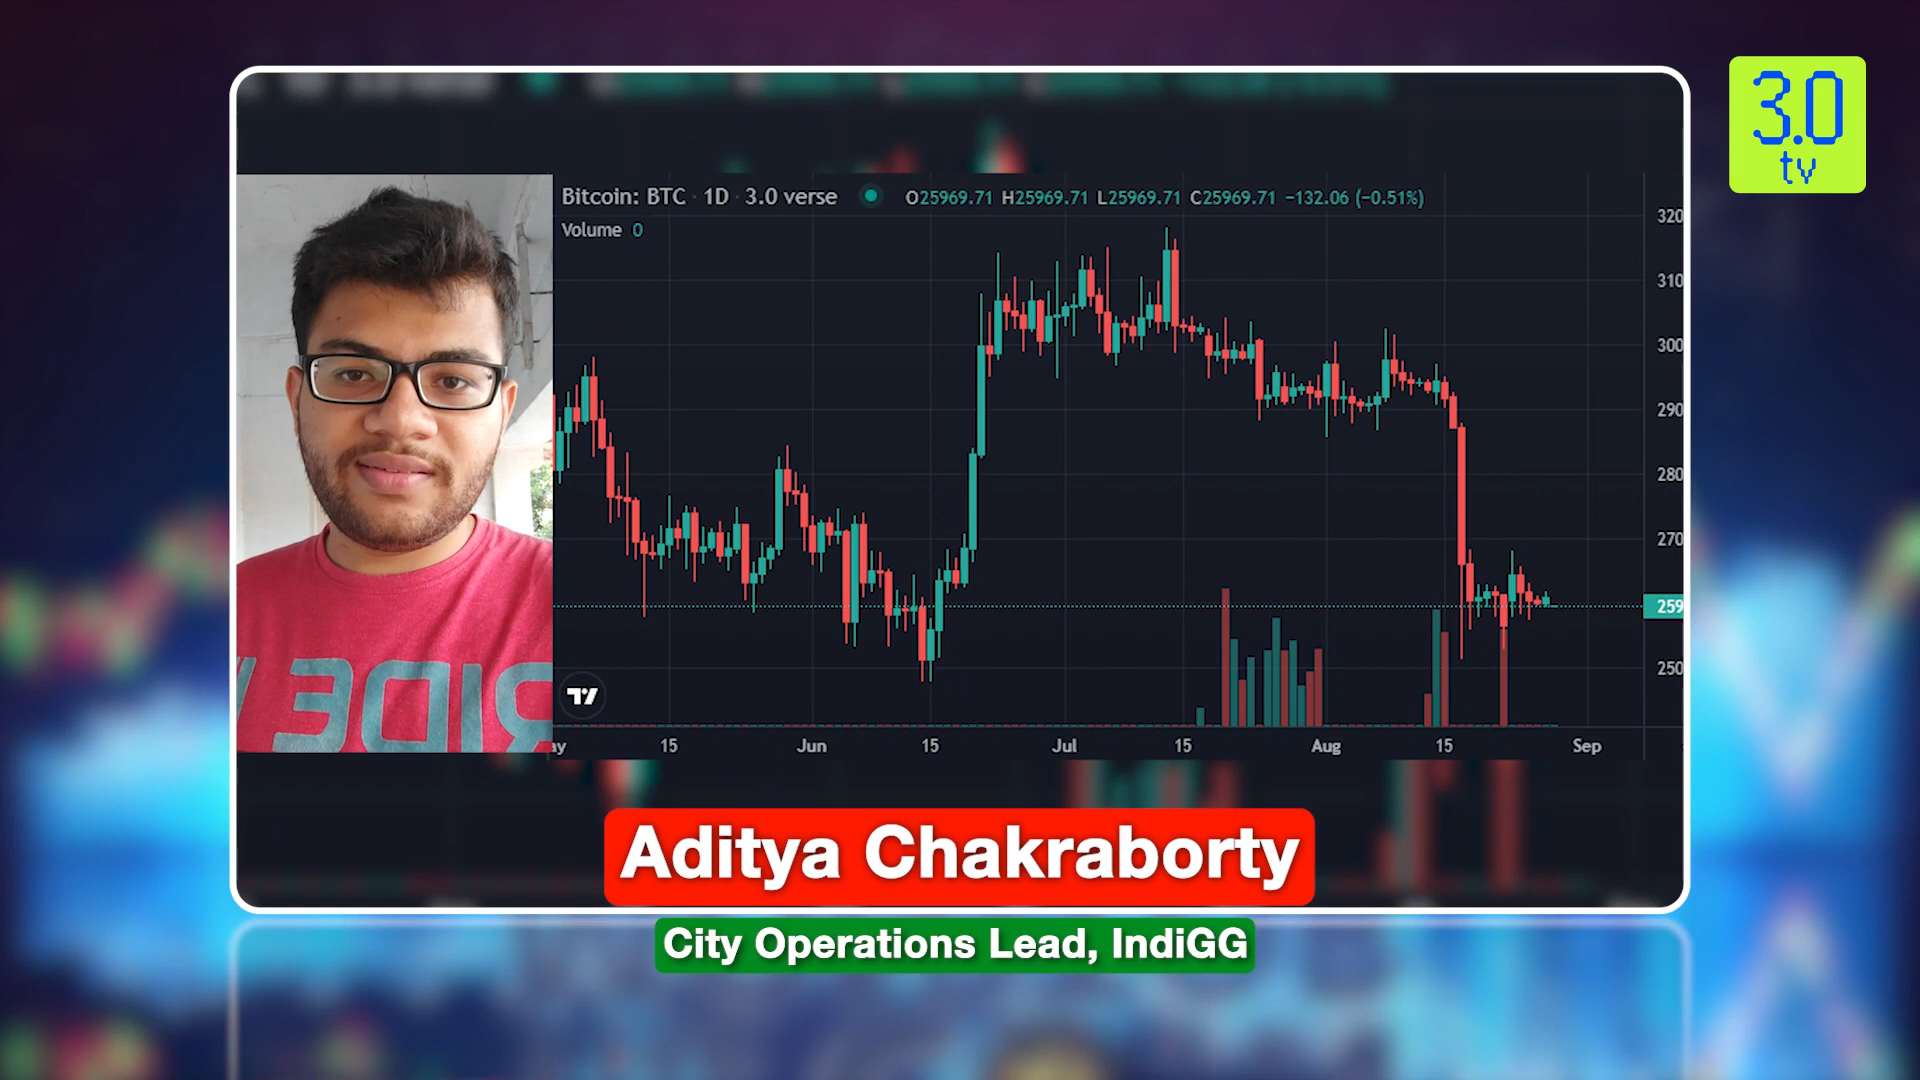 3.0
tv
Bitcoin: BTC · 1D · 3.0 verse O25969.71 H25969.71 L25969.71 C25969.71 −132.06 (−0.51%)
Volume 0
320
310
300
290
280
270
259
250
ay 15 Jun 15 Jul 15 Aug 15 Sep
Aditya Chakraborty
City Operations Lead, IndiGG